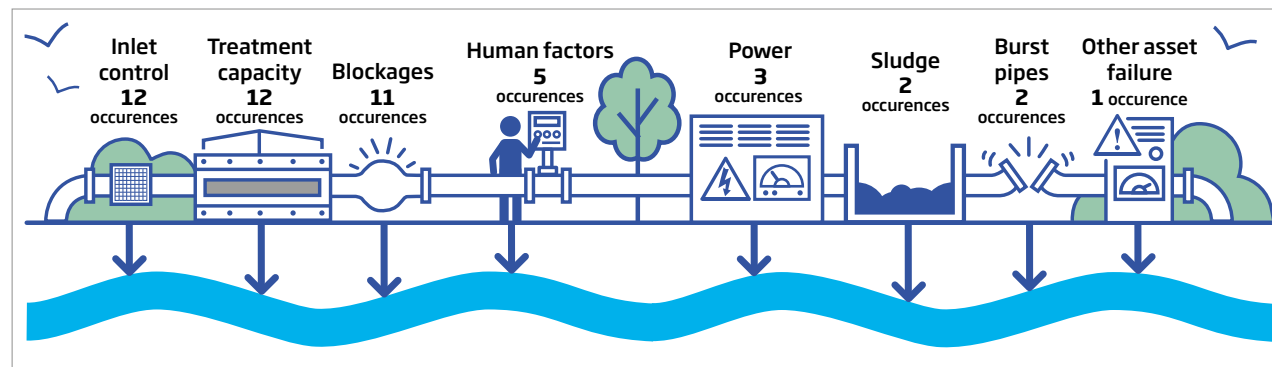 Inlet
control
12
occurences
Treatment
capacity
12
occurences
Blockages
11
occurences
Human factors
5
occurences
Power
3
occurences
Sludge
2
occurences
Burst
pipes
2
occurences
Other asset
failure
1 occurence